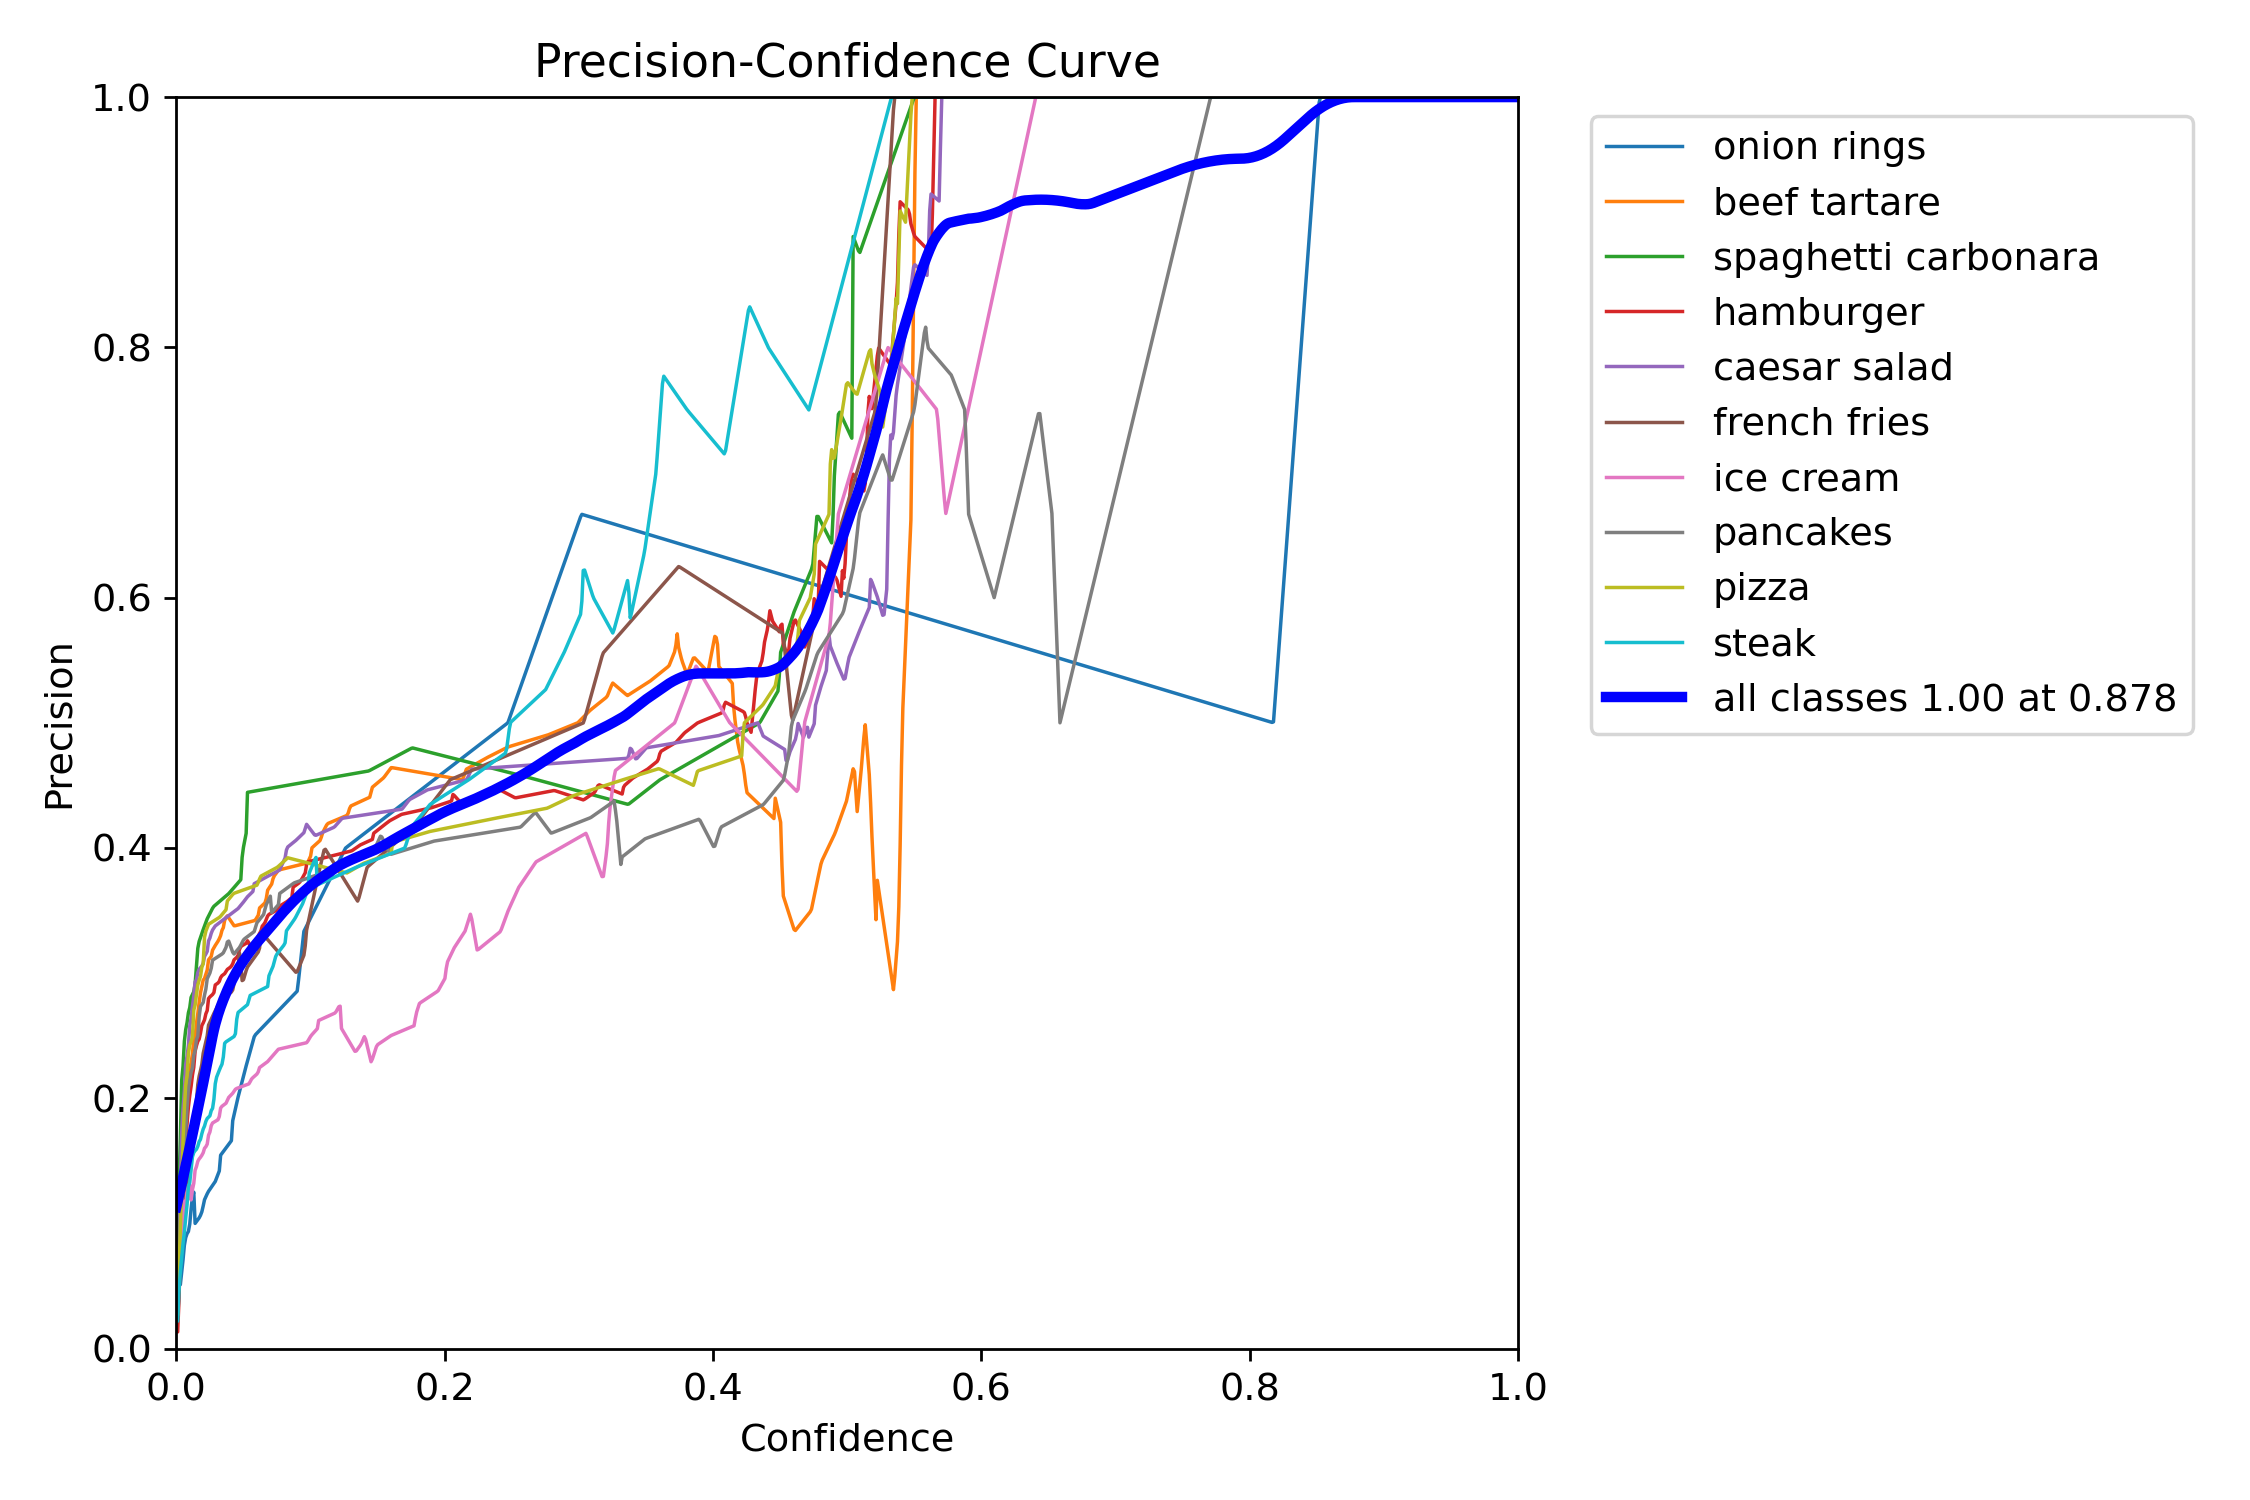 Precision-Confidence Curve
1.0
0.8
0.6
0.4
0.2
0.0
Precision
0.0 0.2 0.4 0.6 0.8 1.0
Confidence
onion rings
beef tartare
spaghetti carbonara
hamburger
caesar salad
french fries
ice cream
pancakes
pizza
steak
all classes 1.00 at 0.878